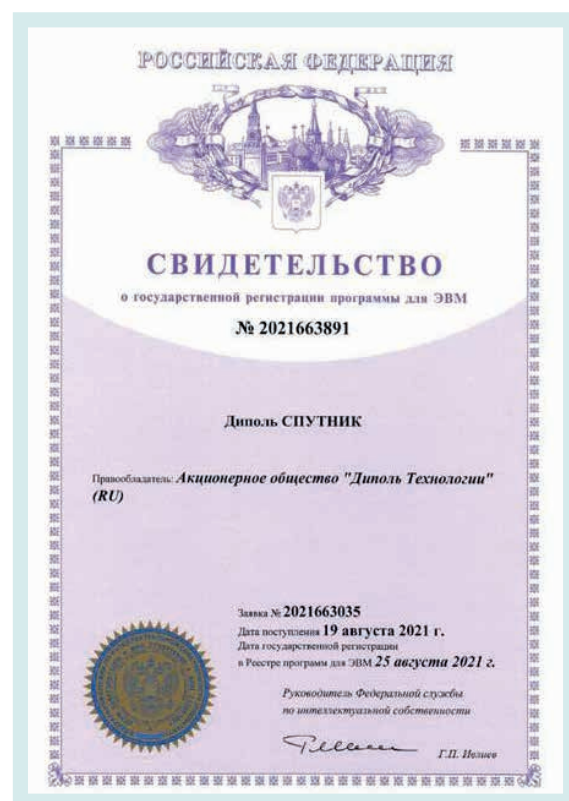 РОССИЙСКАЯ ФЕДЕРАЦИЯ
СВИДЕТЕЛЬСТВО
о государственной регистрации программы для ЭВМ
№ 2021663891
Диполь СПУТНИК
Правообладатель: Акционерное общество "Диполь Технологии"
(RU)
Заявка № 2021663035
Дата поступления 19 августа 2021 г.
Дата государственной регистрации
в Реестре программ для ЭВМ 25 августа 2021 г.
Руководитель Федеральной службы
по интеллектуальной собственности
Г.П. Ивлиев